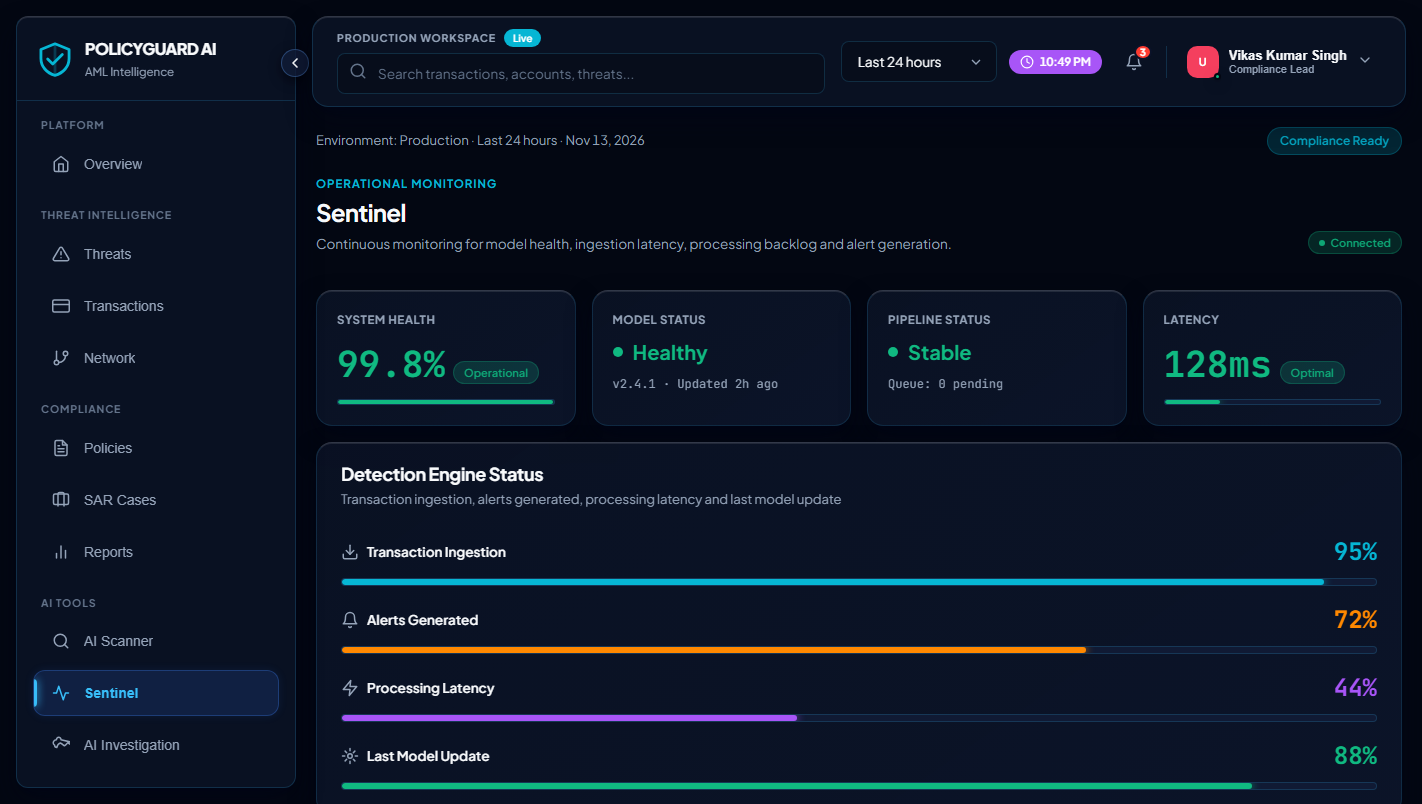 POLICYGUARD AI
AML Intelligence
PLATFORM
Overview
THREAT INTELLIGENCE
Threats
Transactions
Network
COMPLIANCE
Policies
SAR Cases
Reports
AI TOOLS
AI Scanner
Sentinel
AI Investigation
PRODUCTION WORKSPACE Live
Search transactions, accounts, threats...
Last 24 hours
10:49 PM
3
U
Vikas Kumar Singh
Compliance Lead
Environment: Production · Last 24 hours · Nov 13, 2026
Compliance Ready
OPERATIONAL MONITORING
Sentinel
Continuous monitoring for model health, ingestion latency, processing backlog and alert generation.
Connected
SYSTEM HEALTH
99.8% Operational
MODEL STATUS
Healthy
v2.4.1 · Updated 2h ago
PIPELINE STATUS
Stable
Queue: 0 pending
LATENCY
128ms Optimal
Detection Engine Status
Transaction ingestion, alerts generated, processing latency and last model update
Transaction Ingestion 95%
Alerts Generated 72%
Processing Latency 44%
Last Model Update 88%